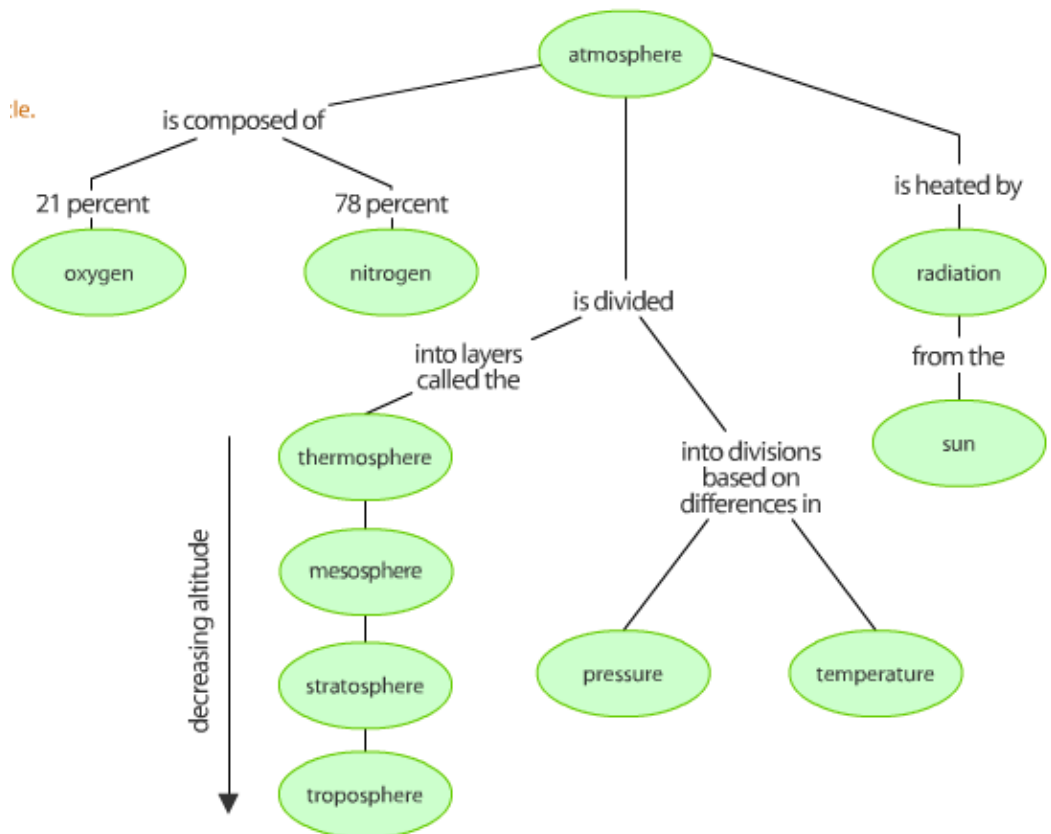 atmosphere
is composed of
21 percent
oxygen
78 percent
nitrogen
is divided
into layers
called the
thermosphere
mesosphere
stratosphere
troposphere
decreasing altitude
into divisions
based on
differences in
pressure
temperature
is heated by
radiation
from the
sun